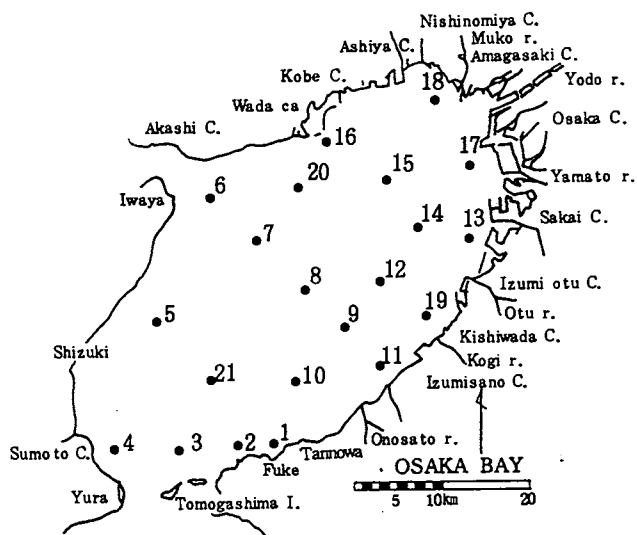 Nishinomiya C.
Ashiya C.
Muko r.
Amagasaki C.
Kobe C.
18
Yodo r.
Wada ca
Osaka C.
Akashi C.
16
17
15
20
Yamato r.
6
Iwaya
14
13
Sakai C.
7
12
8
Izumi otu C.
19
5
9
Otu r.
Kishiwada C.
Shizuki
11
Kogi r.
21
10
Izumisano C.
1
4
3
2
Onosato r.
Sumoto C.
Tannowa
Fuke
OSAKA BAY
Yura
Tomogashima I.
5 10km 20